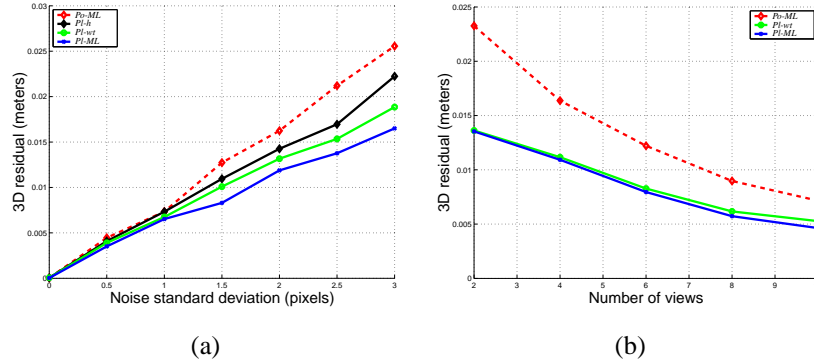 0.03
0.025
0.02
0.015
0.01
0.005
0
3D residual (meters)
Po-ML
Pl-h
Pl-wt
Pl-ML
0 0.5 1 1.5 2 2.5 3
Noise standard deviation (pixels)
(a)
0.025
0.02
0.015
0.01
0.005
0
3D residual (meters)
Po-ML
Pl-wt
Pl-ML
2 3 4 5 6 7 8 9
Number of views
(b)